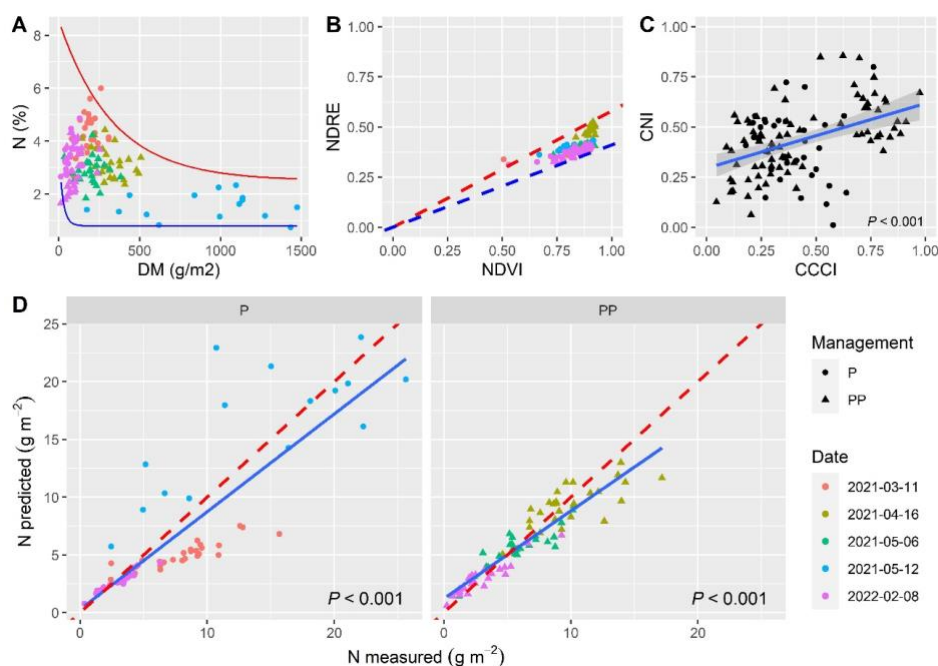 A
N (%)
8
6
4
2
0
500
1000
1500
DM (g/m2)
B
NDRE
1.00
0.75
0.50
0.25
0.00
0.00
0.25
0.50
0.75
1.00
NDVI
C
CNI
1.00
0.75
0.50
0.25
0.00
P < 0.001
0.00
0.25
0.50
0.75
1.00
CCCI
D
P
PP
N predicted (g m⁻²)
25
20
15
10
5
0
P < 0.001
P < 0.001
0
10
20
0
10
20
N measured (g m⁻²)
Management
P
PP
Date
2021-03-11
2021-04-16
2021-05-06
2021-05-12
2022-02-08